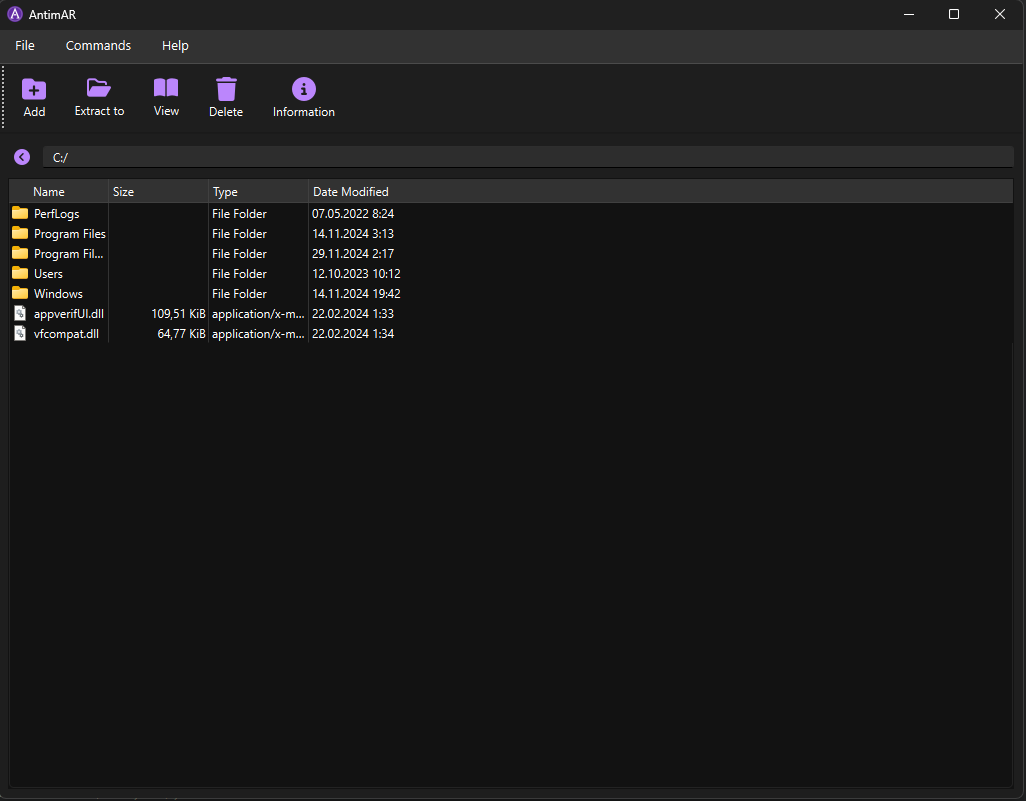 A AntimAR
File Commands Help
Add Extract to View Delete Information
C:/
Name Size Type Date Modified
PerfLogs File Folder 07.05.2022 8:24
Program Files File Folder 14.11.2024 3:13
Program Fil... File Folder 29.11.2024 2:17
Users File Folder 12.10.2023 10:12
Windows File Folder 14.11.2024 19:42
appverifUI.dll 109,51 KiB application/x-m... 22.02.2024 1:33
vfcompat.dll 64,77 KiB application/x-m... 22.02.2024 1:34